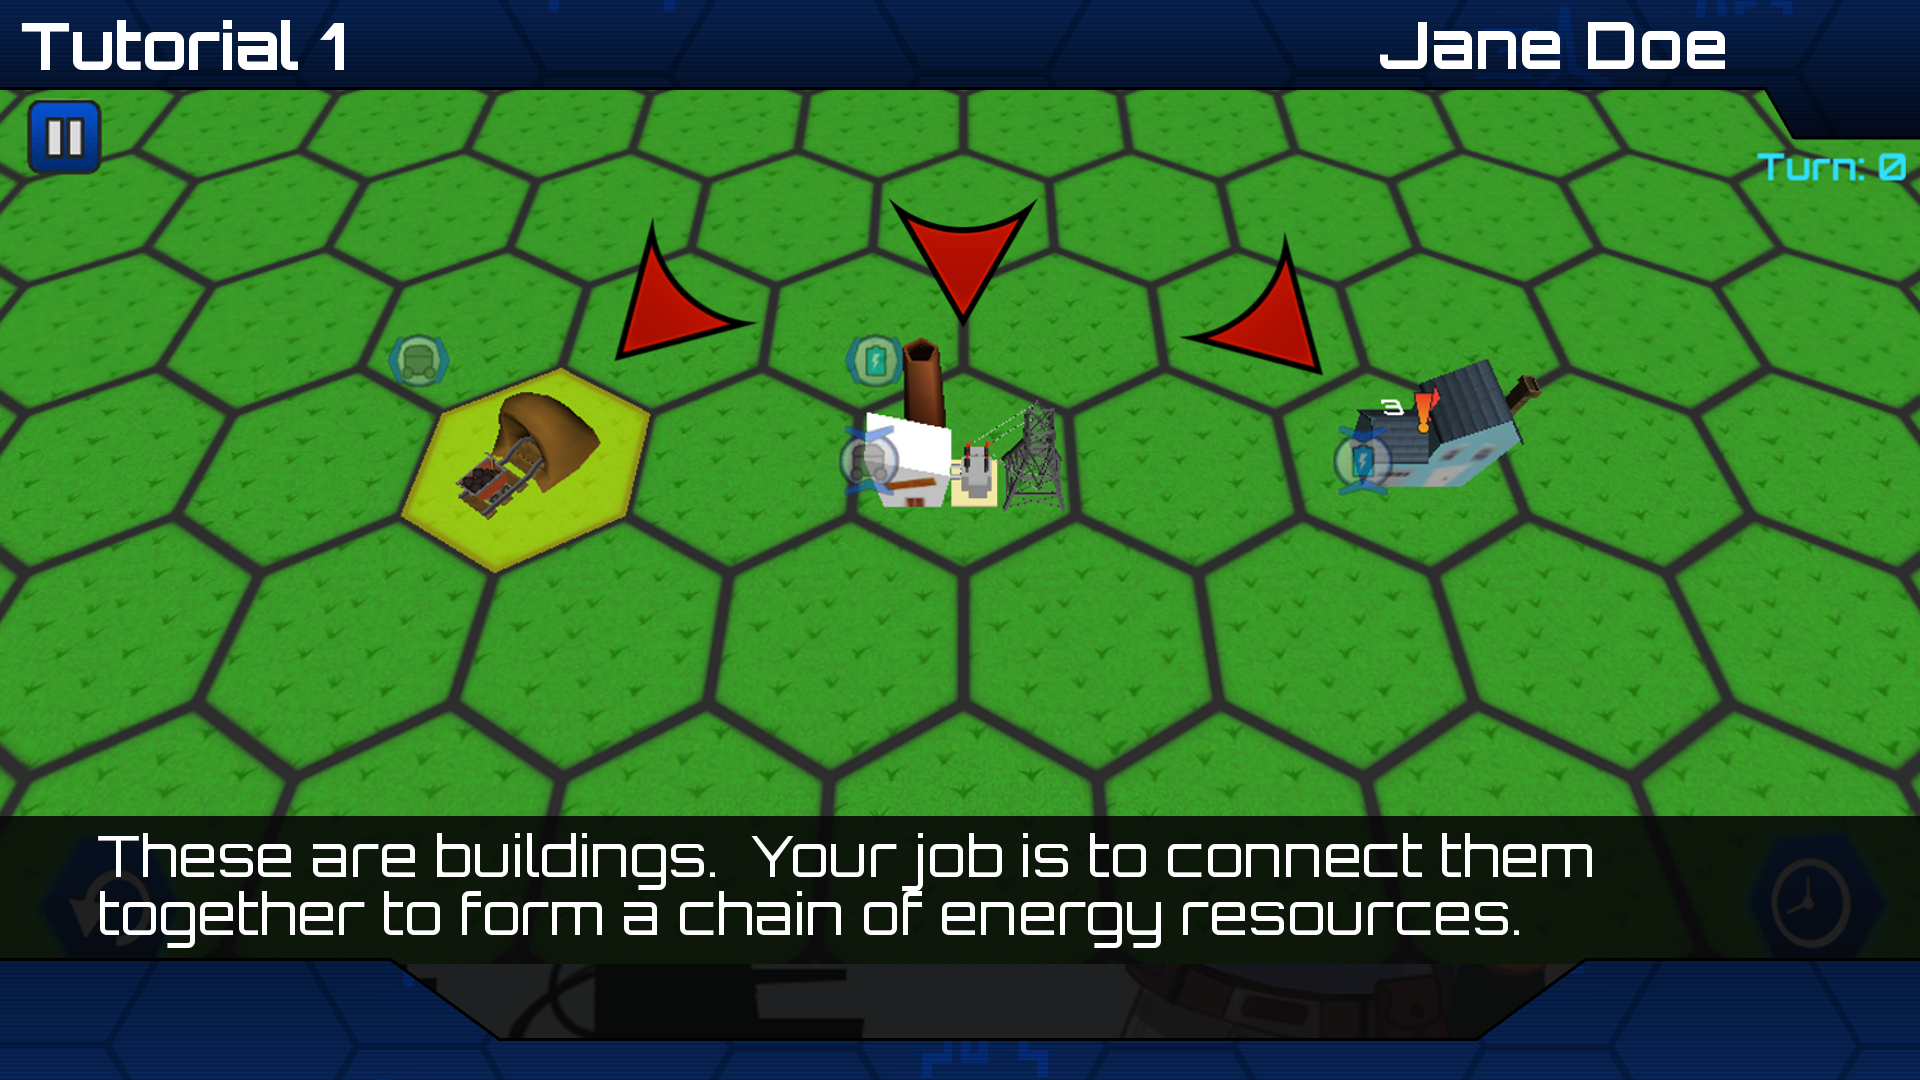 Tutorial 1
Jane Doe
Turn: 0
3
These are buildings. Your job is to connect them
together to form a chain of energy resources.